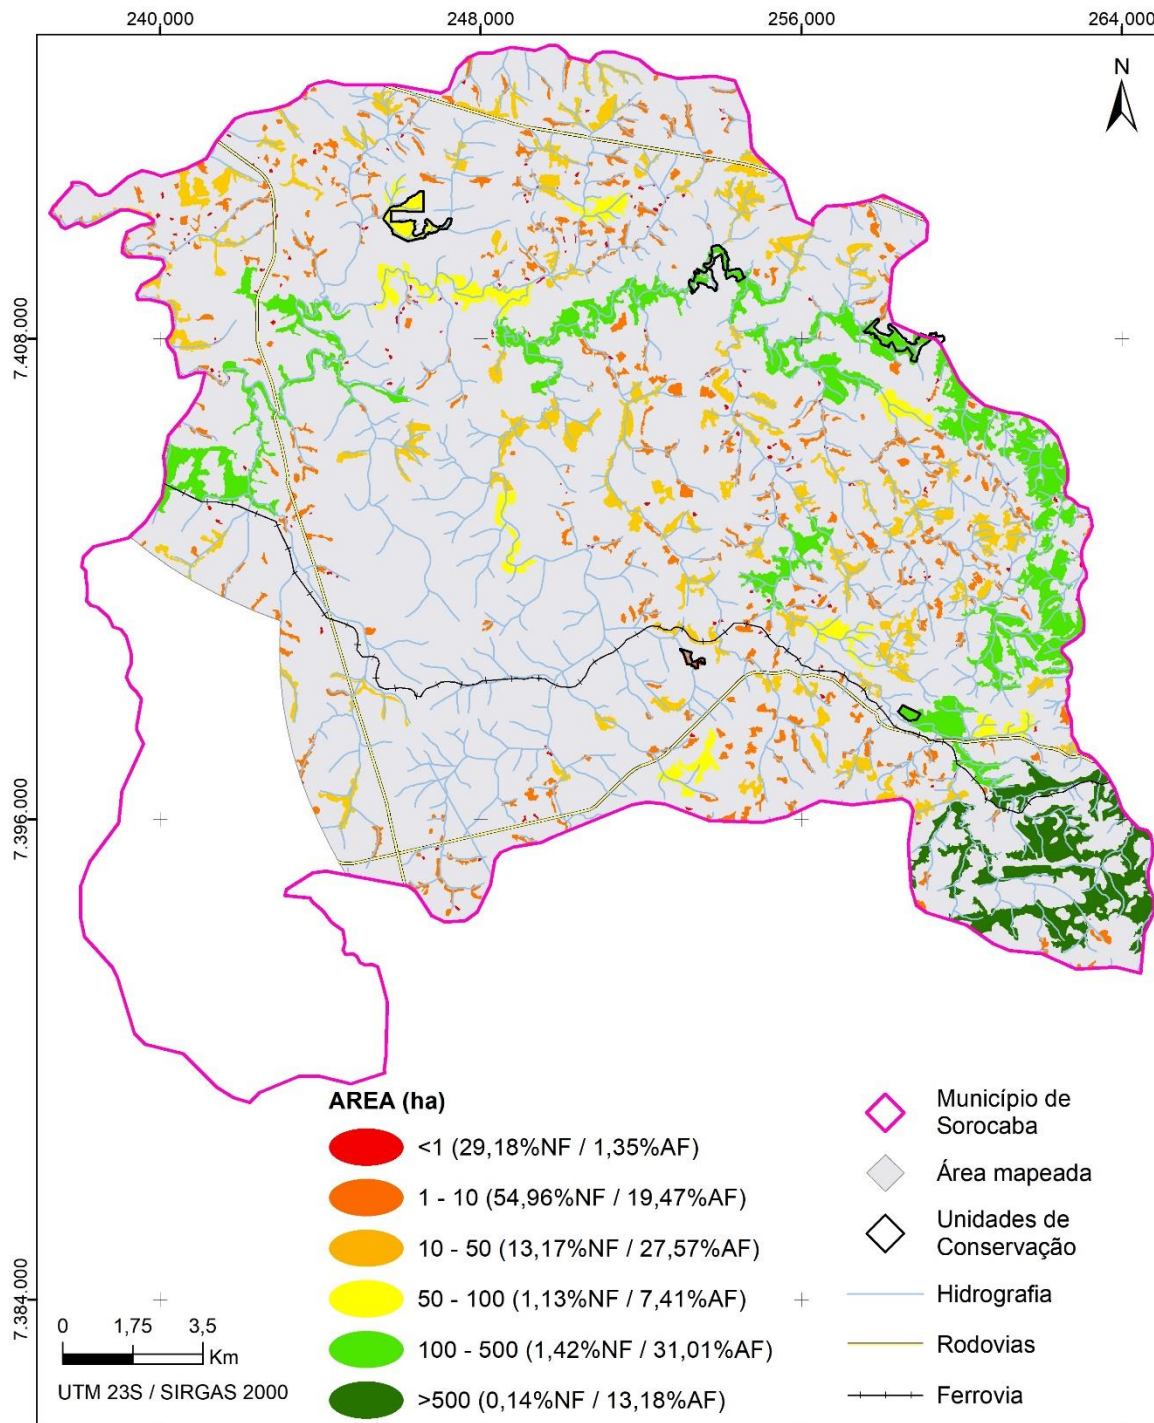 240.000 248.000 256.000 264.000
N
7.408.000
7.396.000
7.384.000
AREA (ha)
<1 (29,18%NF / 1,35%AF)
1 - 10 (54,96%NF / 19,47%AF)
10 - 50 (13,17%NF / 27,57%AF)
50 - 100 (1,13%NF / 7,41%AF)
100 - 500 (1,42%NF / 31,01%AF)
>500 (0,14%NF / 13,18%AF)
Município de
Sorocaba
Área mapeada
Unidades de
Conservação
Hidrografia
Rodovias
Ferrovia
0 1,75 3,5
Km
UTM 23S / SIRGAS 2000